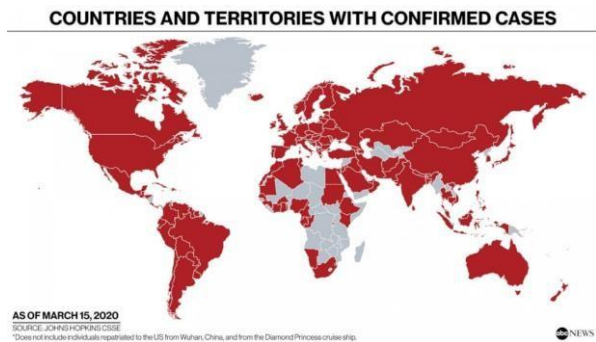 COUNTRIES AND TERRITORIES WITH CONFIRMED CASES
AS OF MARCH 15, 2020
SOURCE: JOHNS HOPKINS CSSE
*Does not include individuals repatriated to the US from Wuhan, China, and from the Diamond Princess cruise ship.
abc NEWS